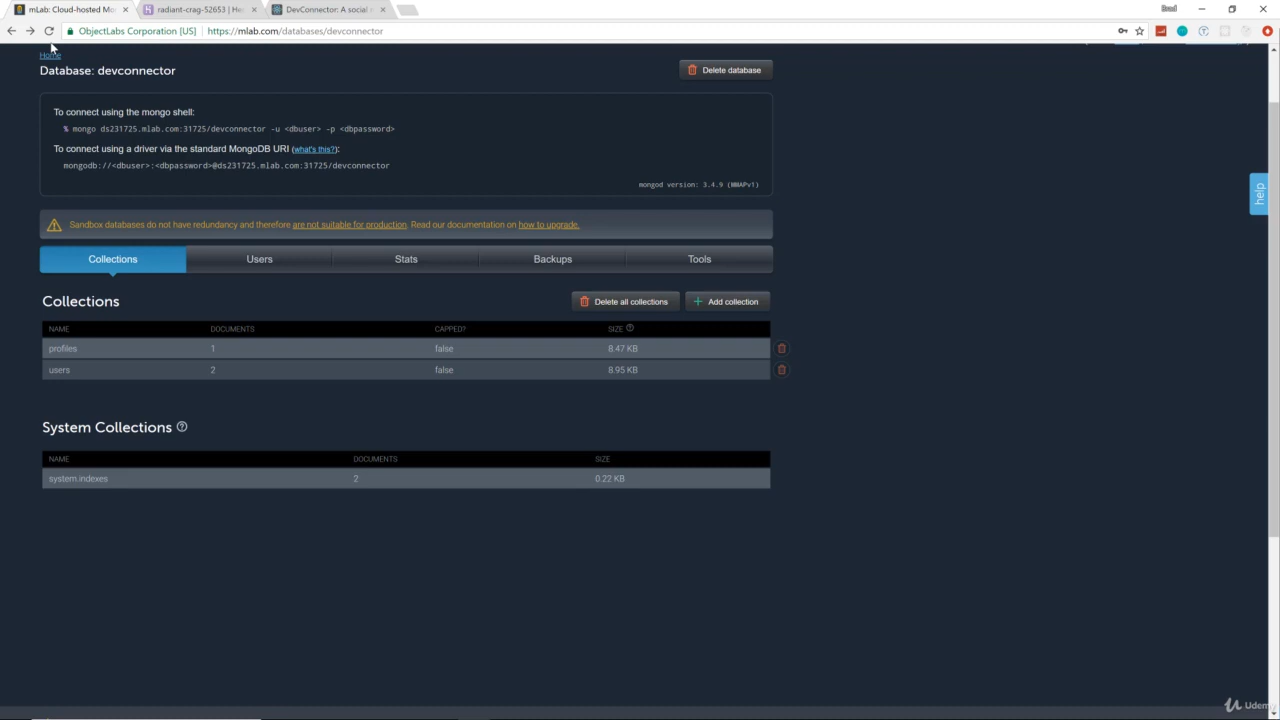 mLab: Cloud-hosted Mo
radiant-crag-52653 | He
DevConnector: A social n
Brad
ObjectLabs Corporation [US]
https://mlab.com/databases/devconnector
Home
Database: devconnector
Delete database
To connect using the mongo shell:
% mongo ds231725.mlab.com:31725/devconnector -u <dbuser> -p <dbpassword>
To connect using a driver via the standard MongoDB URI (what's this?):
mongodb://<dbuser>:<dbpassword>@ds231725.mlab.com:31725/devconnector
mongod version: 3.4.9 (MMAPv1)
help
Sandbox databases do not have redundancy and therefore are not suitable for production. Read our documentation on how to upgrade.
Collections Users Stats Backups Tools
Collections
Delete all collections
Add collection
NAME DOCUMENTS CAPPED? SIZE
profiles 1 false 8.47 KB
users 2 false 8.95 KB
System Collections
NAME DOCUMENTS SIZE
system.indexes 2 0.22 KB
Udemy